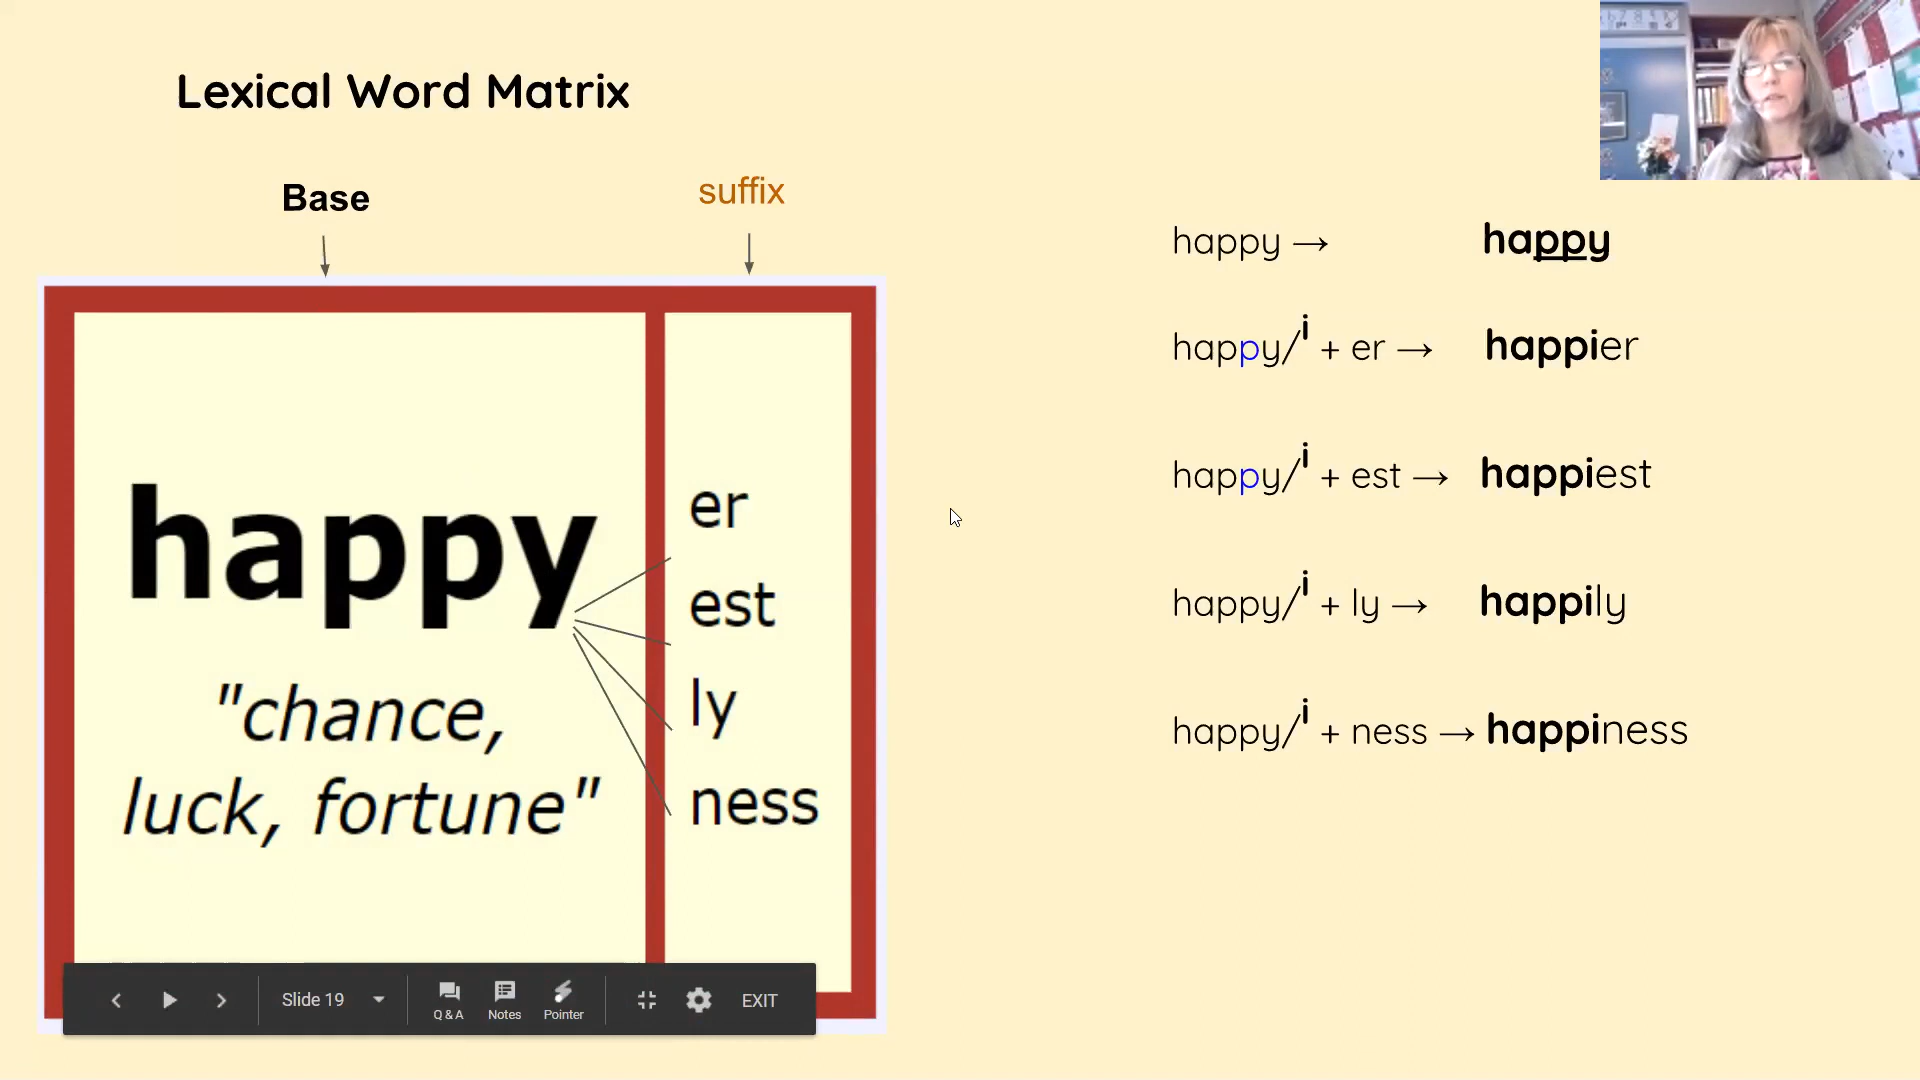 Lexical Word Matrix
Base
suffix
happy
"chance,
luck, fortune"
er
est
ly
ness
happy → happy
happy/i + er → happier
happy/i + est → happiest
happy/i + ly → happily
happy/i + ness → happiness
Slide 19
Q & A
Notes
Pointer
EXIT